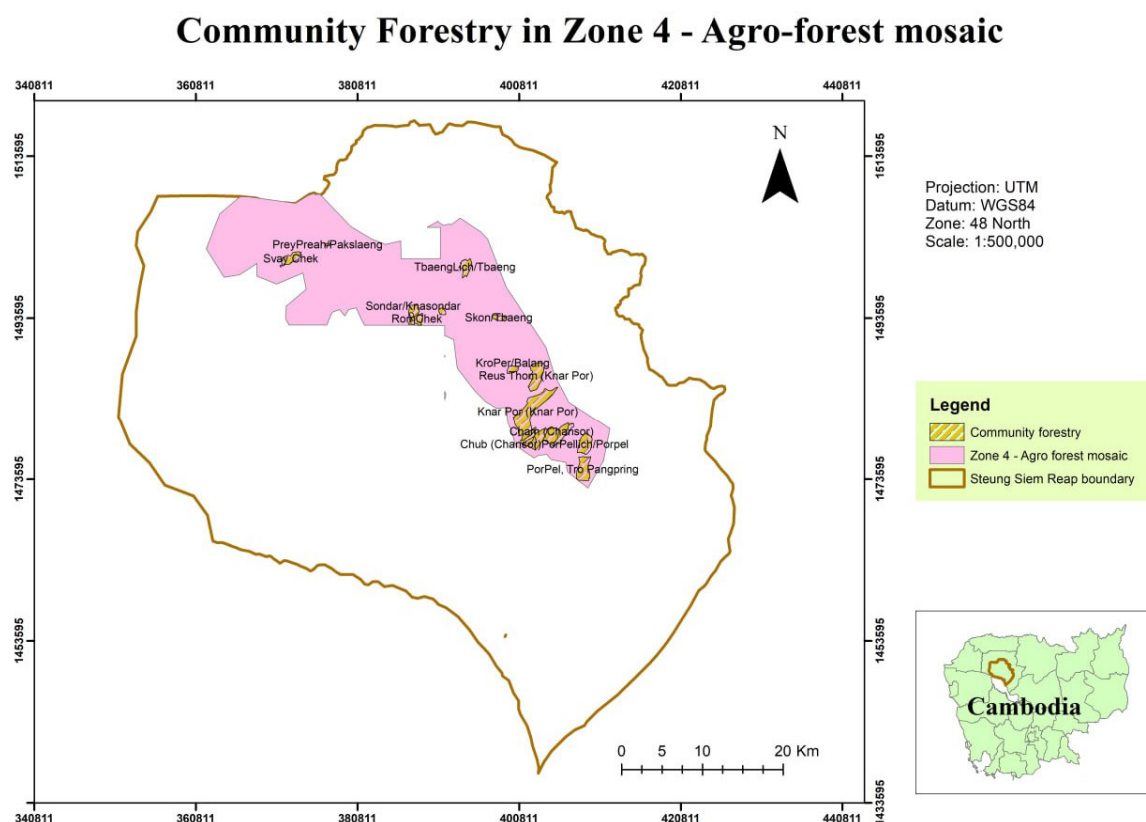 Community Forestry in Zone 4 - Agro-forest mosaic
340811 360811 380811 400811 420811 440811
1513595 1513595
N
Projection: UTM
Datum: WGS84
Zone: 48 North
Scale: 1:500,000
PreyPreah/Pakslaeng
Svay Chek
TbaengLich/Tbaeng
1493595 1493595
Sondar/Knasondar
RomChek
Skon/Tbaeng
KroPer/Balang
Reus Thom (Knar Por)
Knar Por (Knar Por)
Cham (Chansor)
Chub (Chansor)PorPellich/Porpel
PorPel, Tro Pangpring
1473595 1473595
Legend
Community forestry
Zone 4 - Agro forest mosaic
Steung Siem Reap boundary
1453595 1453595
Cambodia
0 5 10 20 Km
1433595 1433595
340811 360811 380811 400811 420811 440811